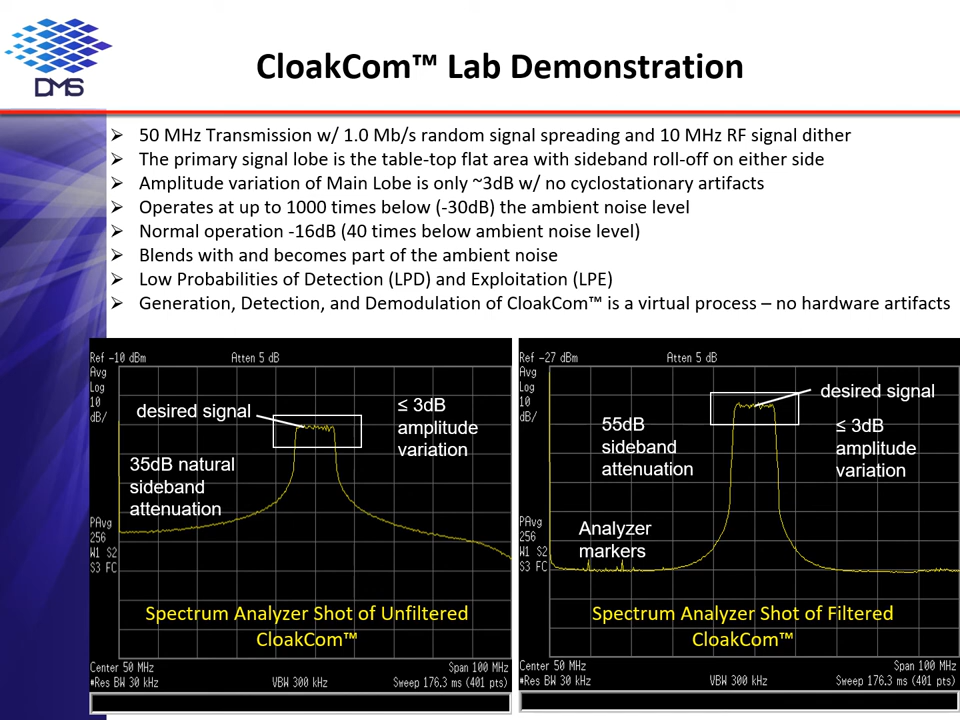 DMS
CloakCom™ Lab Demonstration
➢ 50 MHz Transmission w/ 1.0 Mb/s random signal spreading and 10 MHz RF signal dither
➢ The primary signal lobe is the table-top flat area with sideband roll-off on either side
➢ Amplitude variation of Main Lobe is only ~3dB w/ no cyclostationary artifacts
➢ Operates at up to 1000 times below (-30dB) the ambient noise level
➢ Normal operation -16dB (40 times below ambient noise level)
➢ Blends with and becomes part of the ambient noise
➢ Low Probabilities of Detection (LPD) and Exploitation (LPE)
➢ Generation, Detection, and Demodulation of CloakCom™ is a virtual process – no hardware artifacts
Ref -10 dBm Atten 5 dB
Avg
Log
10
dB/
desired signal
≤ 3dB
amplitude
variation
35dB natural
sideband
attenuation
PAvg
256
W1 S2
S3 FC
Spectrum Analyzer Shot of Unfiltered
CloakCom™
Center 50 MHz Span 100 MHz
*Res BW 30 kHz VBW 300 kHz Sweep 176.3 ms (401 pts)
Ref -27 dBm Atten 5 dB
Avg
Log
10
dB/
desired signal
55dB
sideband
attenuation
≤ 3dB
amplitude
variation
Analyzer
markers
PAvg
256
W1 S2
S3 FC
Spectrum Analyzer Shot of Filtered
CloakCom™
Center 50 MHz Span 100 MHz
*Res BW 30 kHz VBW 300 kHz Sweep 176.3 ms (401 pts)